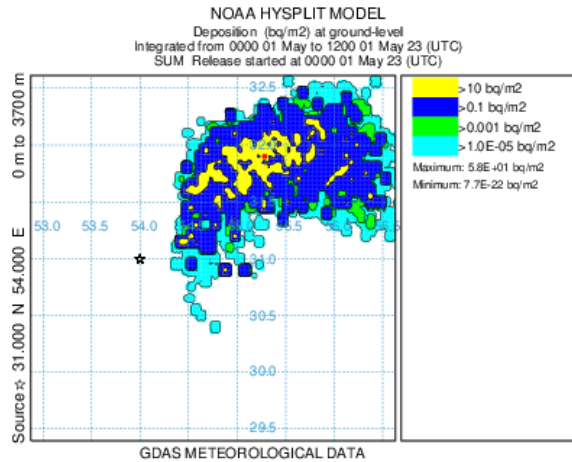 NOAA HYSPLIT MODEL
Deposition (bq/m2) at ground-level
Integrated from 0000 01 May to 1200 01 May 23 (UTC)
SUM Release started at 0000 01 May 23 (UTC)
Source ☆ 31.000 N 54.000 E 0 m to 3700 m
32.5
53.0 53.5 54.0
31.0
30.5
30.0
29.5
>10 bq/m2
>0.1 bq/m2
>0.001 bq/m2
>1.0E-05 bq/m2
Maximum: 5.8E+01 bq/m2
Minimum: 7.7E-22 bq/m2
GDAS METEOROLOGICAL DATA